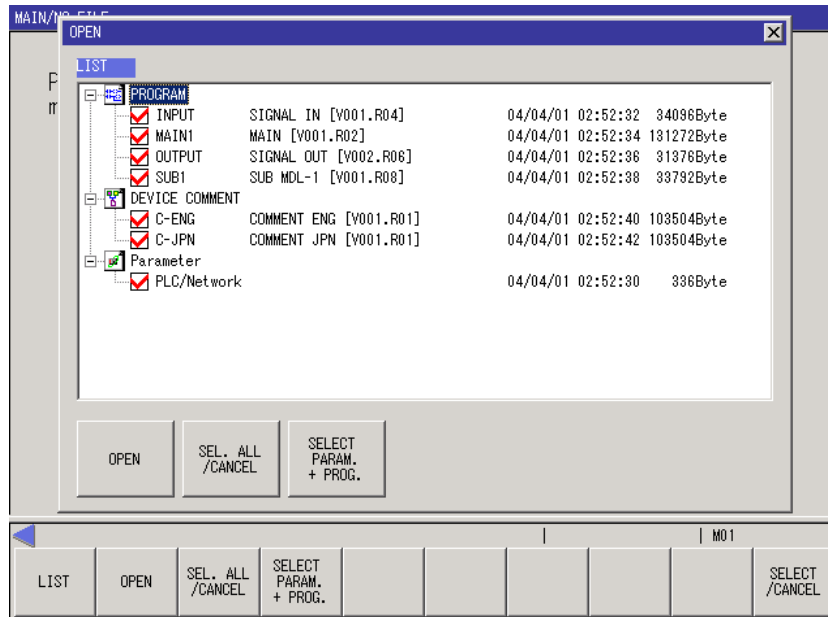 MAIN/NO FILE
OPEN
LIST
P
m
PROGRAM
INPUT SIGNAL IN [V001.R04] 04/04/01 02:52:32 34096Byte
MAIN1 MAIN [V001.R02] 04/04/01 02:52:34 131272Byte
OUTPUT SIGNAL OUT [V002.R06] 04/04/01 02:52:36 31376Byte
SUB1 SUB MDL-1 [V001.R08] 04/04/01 02:52:38 33792Byte
DEVICE COMMENT
C-ENG COMMENT ENG [V001.R01] 04/04/01 02:52:40 103504Byte
C-JPN COMMENT JPN [V001.R01] 04/04/01 02:52:42 103504Byte
Parameter
PLC/Network 04/04/01 02:52:30 336Byte
OPEN
SEL. ALL
/CANCEL
SELECT
PARAM.
+ PROG.
M01
LIST
OPEN
SEL. ALL
/CANCEL
SELECT
PARAM.
+ PROG.
SELECT
/CANCEL